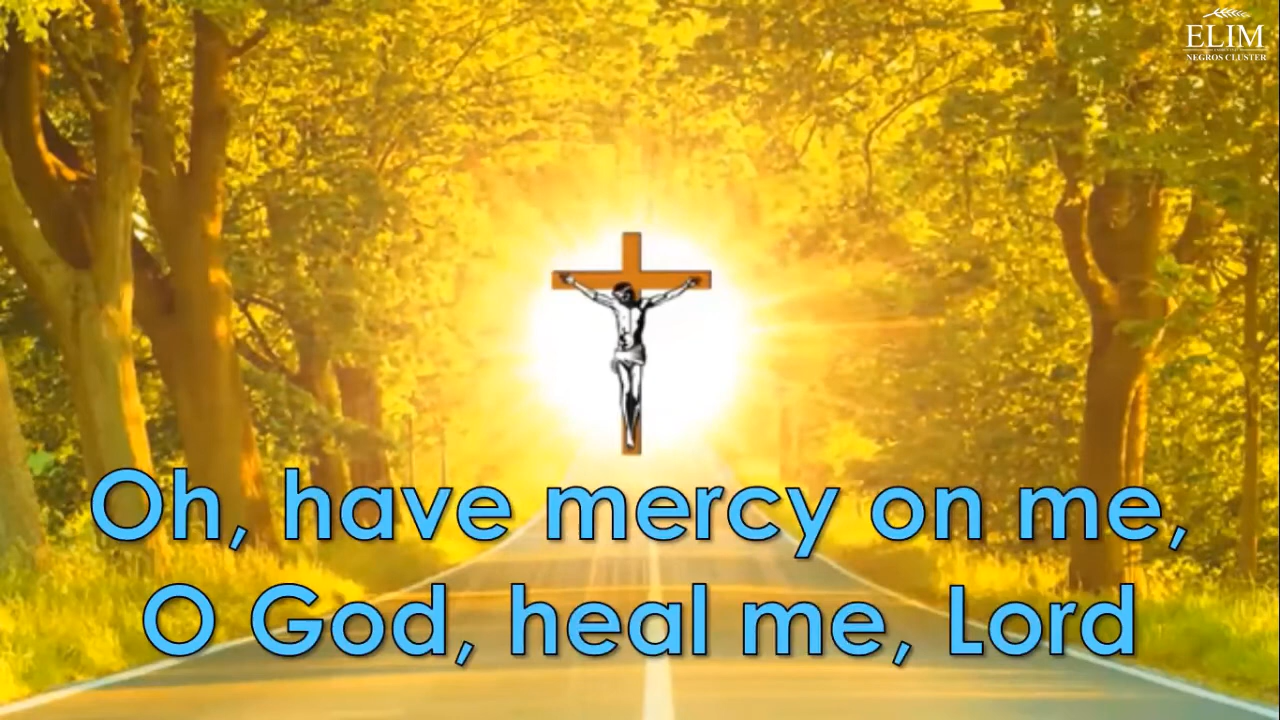 ELIM
NEGROS CLUSTER
Oh, have mercy on me,
O God, heal me, Lord